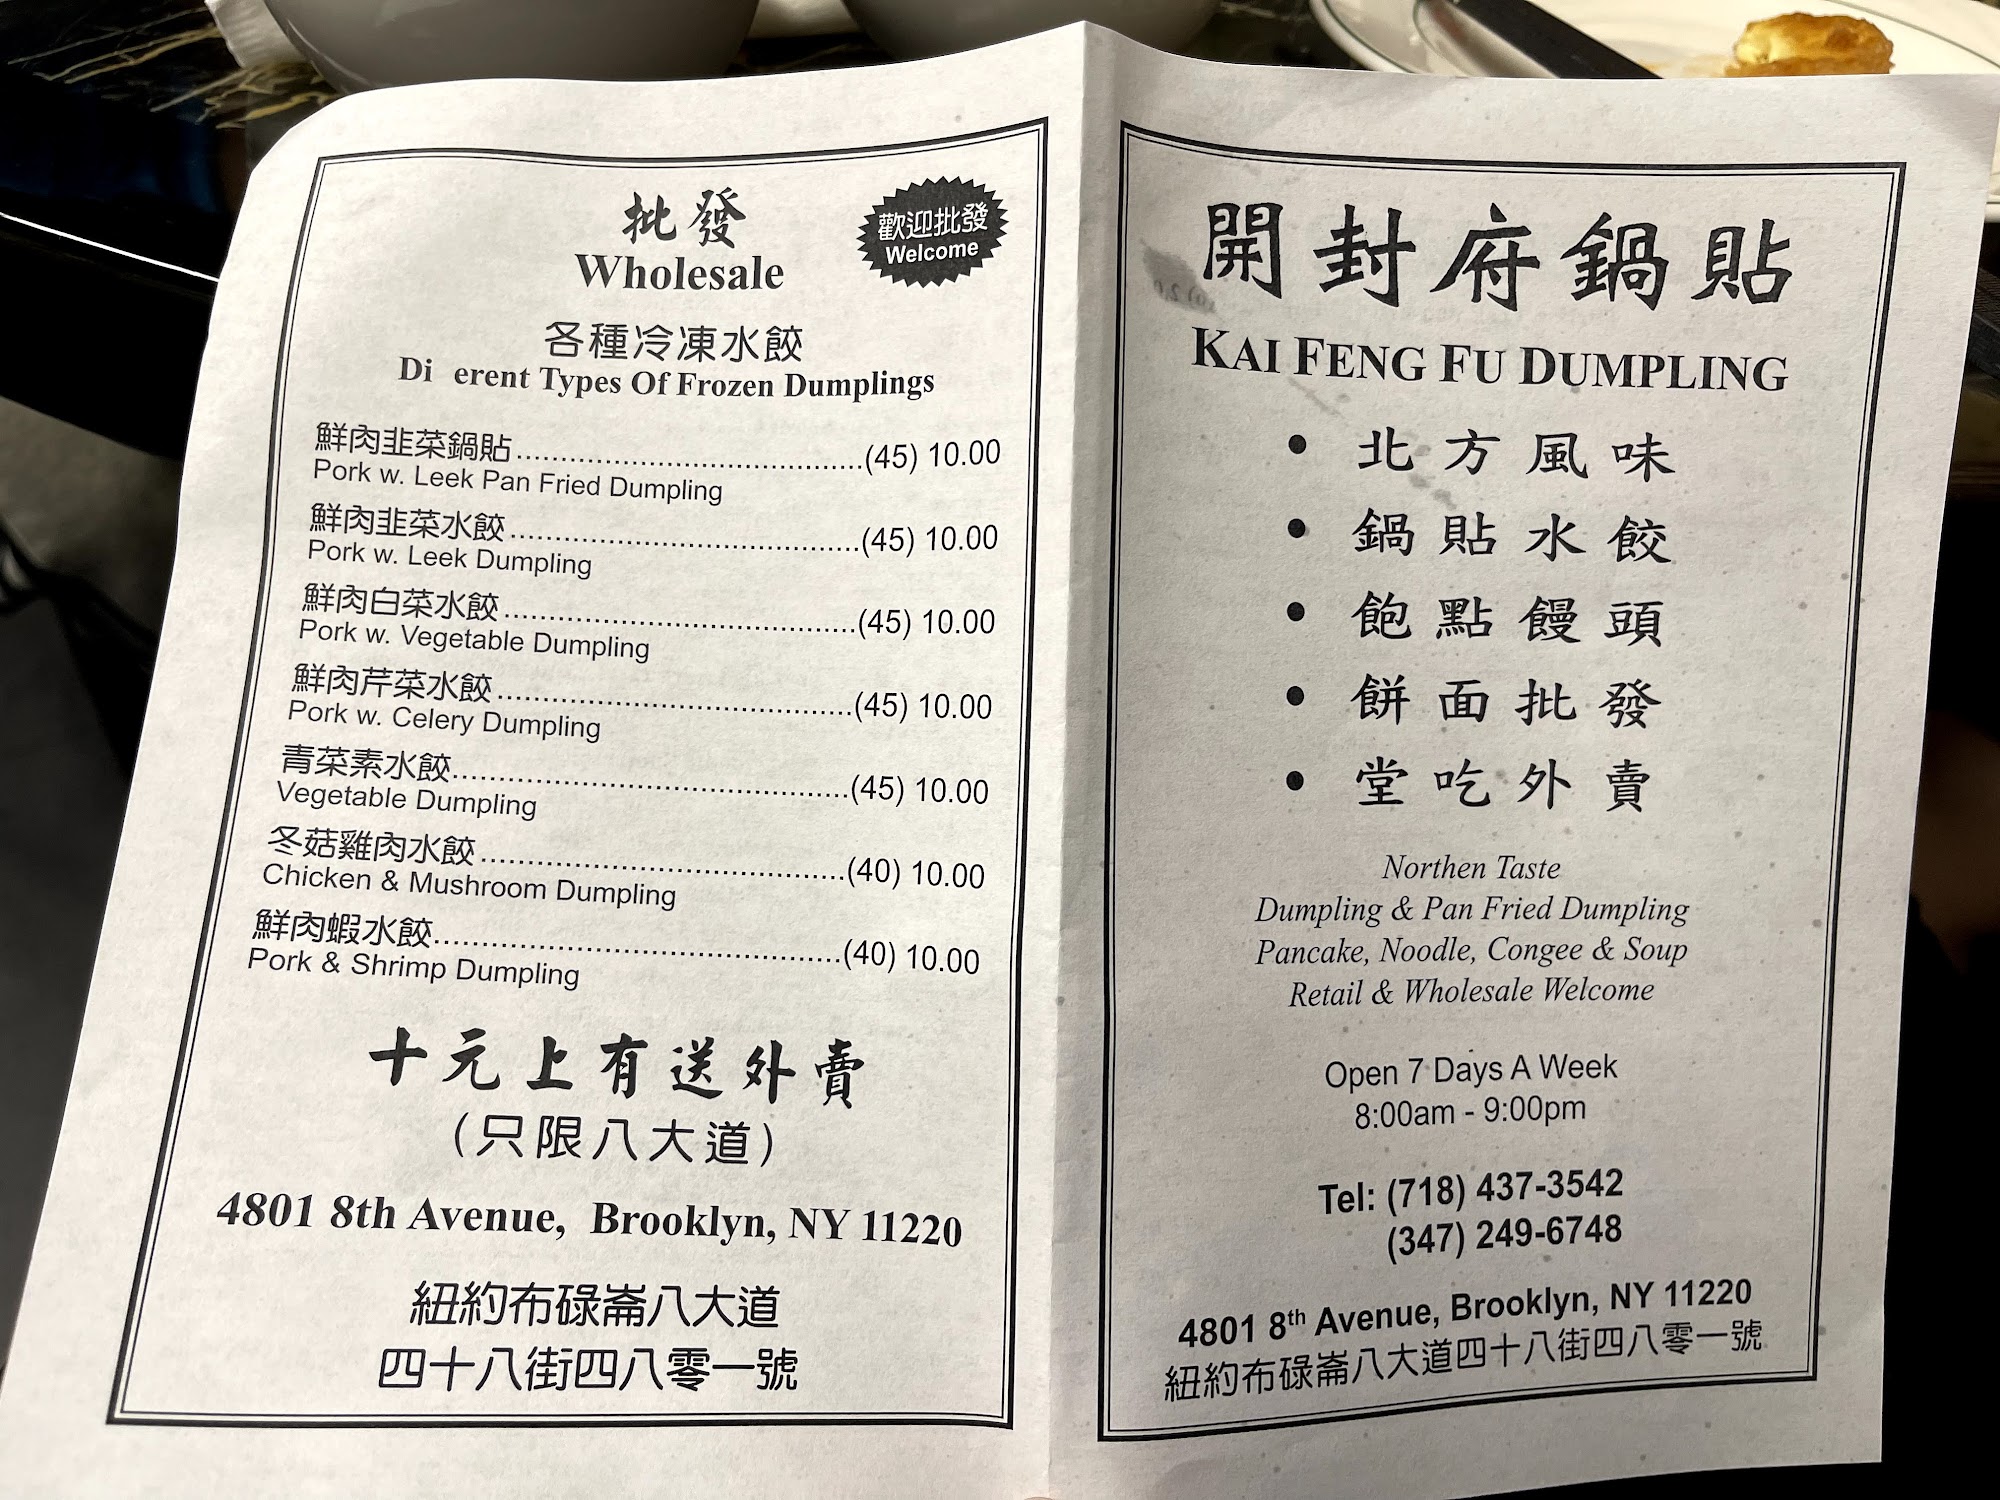 批發
Wholesale
歡迎批發
Welcome
各種冷凍水餃
Di erent Types Of Frozen Dumplings
鮮肉韭菜鍋貼......................................(45) 10.00
Pork w. Leek Pan Fried Dumpling
鮮肉韭菜水餃......................................(45) 10.00
Pork w. Leek Dumpling
鮮肉白菜水餃......................................(45) 10.00
Pork w. Vegetable Dumpling
鮮肉芹菜水餃......................................(45) 10.00
Pork w. Celery Dumpling
青菜素水餃..........................................(45) 10.00
Vegetable Dumpling
冬菇雞肉水餃......................................(40) 10.00
Chicken & Mushroom Dumpling
鮮肉蝦水餃..........................................(40) 10.00
Pork & Shrimp Dumpling
十元上有送外賣
(只限八大道)
4801 8th Avenue, Brooklyn, NY 11220
紐約布碌崙八大道
四十八街四八零一號
開封府鍋貼
KAI FENG FU DUMPLING
• 北方風味
• 鍋貼水餃
• 飽點饅頭
• 餅面批發
• 堂吃外賣
Northen Taste
Dumpling & Pan Fried Dumpling
Pancake, Noodle, Congee & Soup
Retail & Wholesale Welcome
Open 7 Days A Week
8:00am - 9:00pm
Tel: (718) 437-3542
(347) 249-6748
4801 8th Avenue, Brooklyn, NY 11220
紐約布碌崙八大道四十八街四八零一號